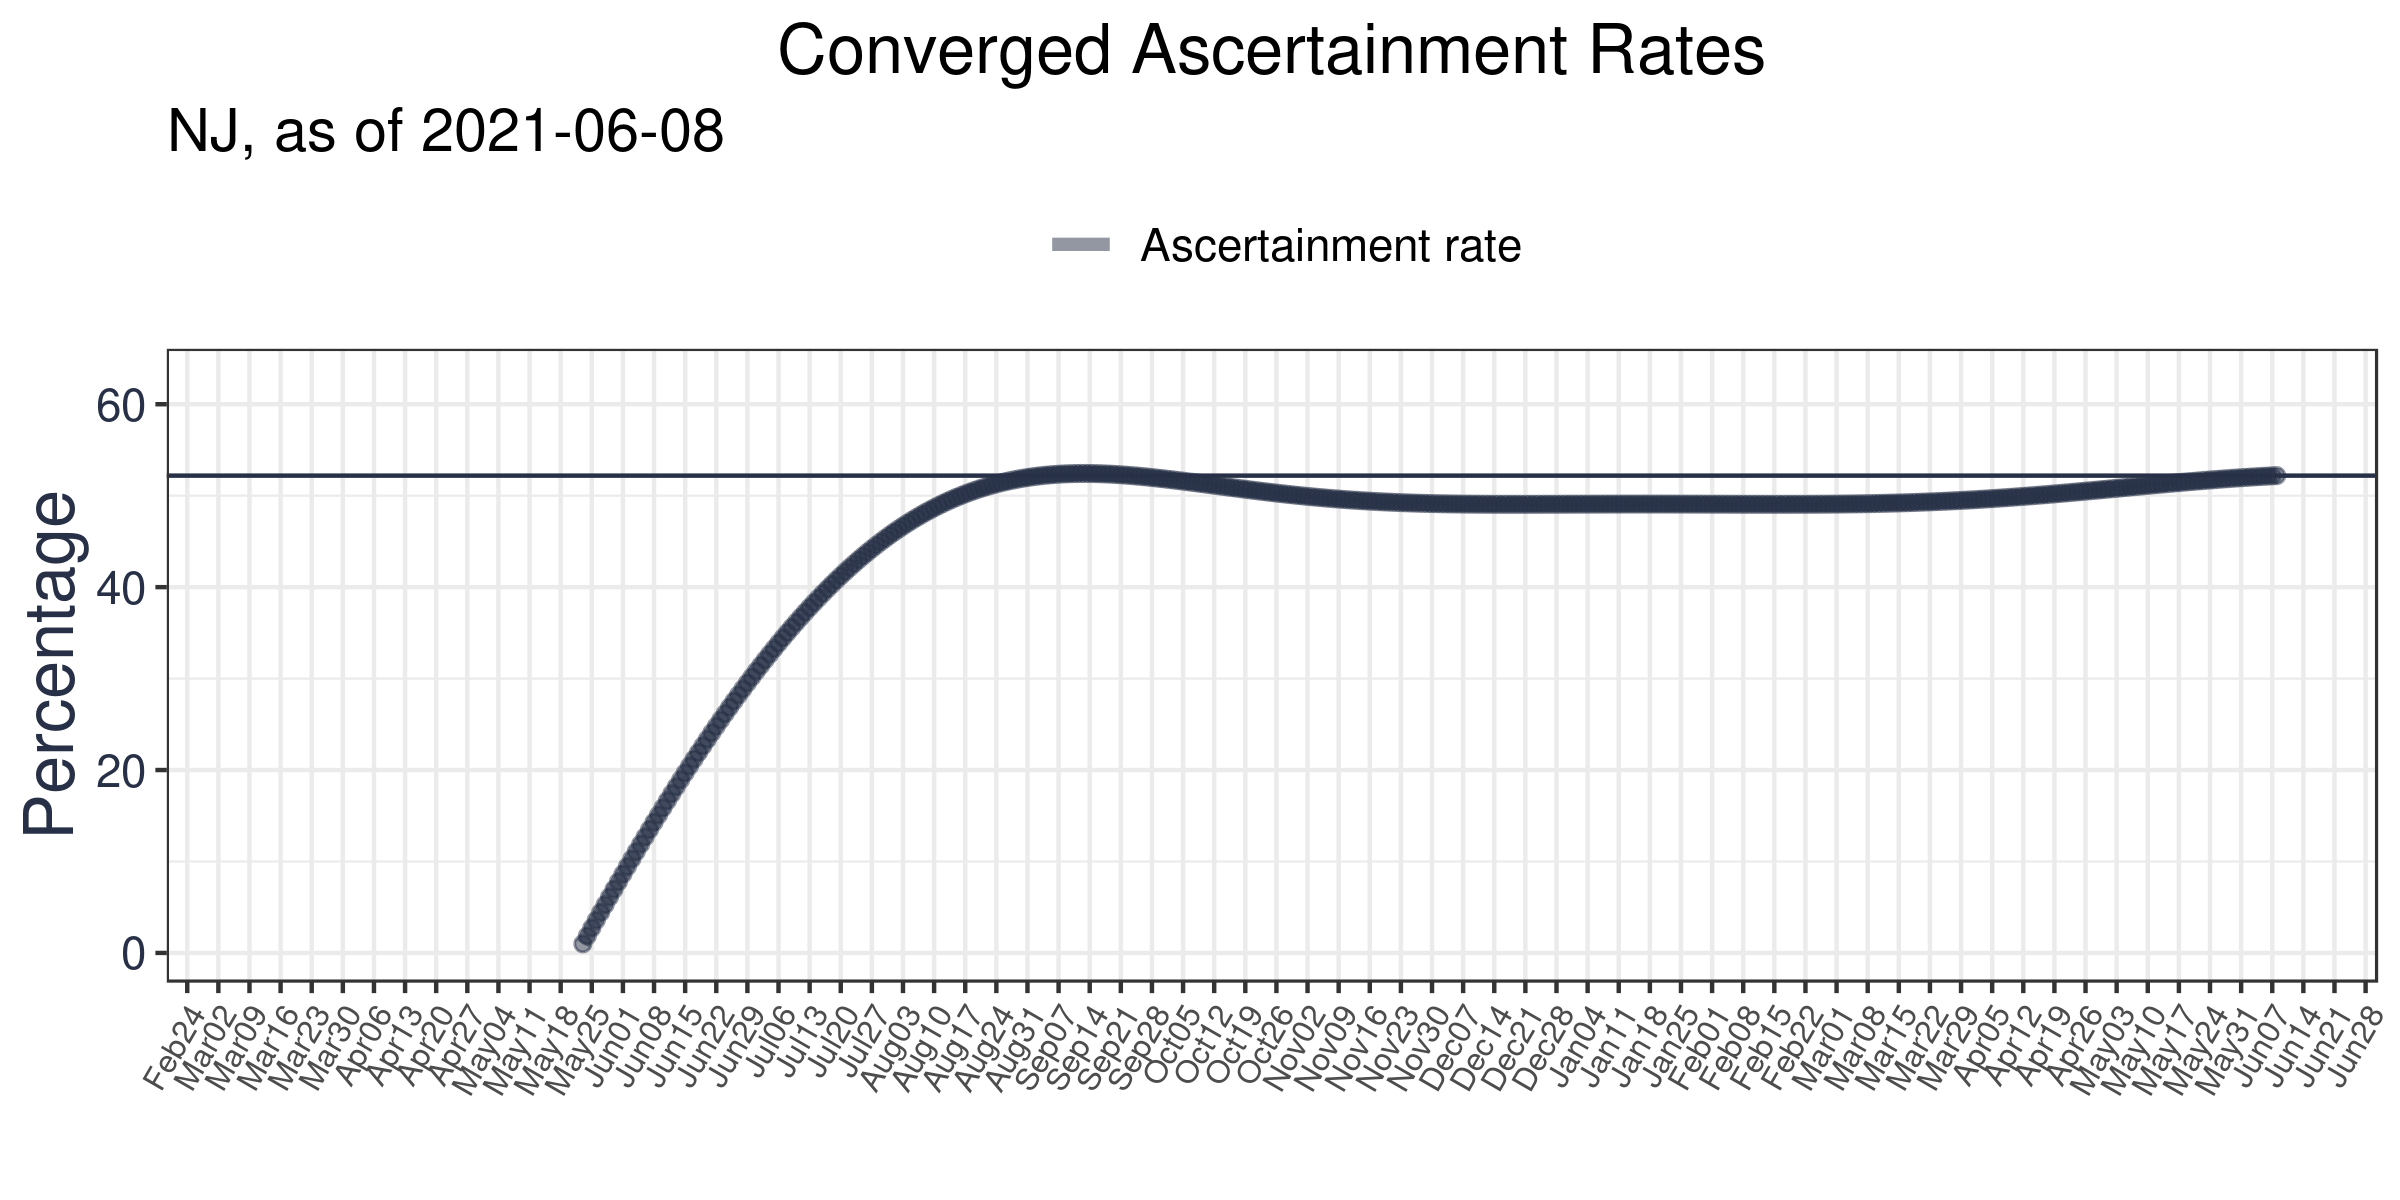 Converged Ascertainment Rates
NJ, as of 2021-06-08
Ascertainment rate
Percentage
60
40
20
0
Feb24 Mar02 Mar09 Mar16 Mar23 Mar30 Apr06 Apr13 Apr20 Apr27 May04 May11 May18 May25 Jun01 Jun08 Jun15 Jun22 Jun29 Jul06 Jul13 Jul20 Jul27 Aug03 Aug10 Aug17 Aug24 Aug31 Sep07 Sep14 Sep21 Sep28 Oct05 Oct12 Oct19 Oct26 Nov02 Nov09 Nov16 Nov23 Nov30 Dec07 Dec14 Dec21 Dec28 Jan04 Jan11 Jan18 Jan25 Feb01 Feb08 Feb15 Feb22 Mar01 Mar08 Mar15 Mar22 Mar29 Apr05 Apr12 Apr19 Apr26 May03 May10 May17 May24 May31 Jun07 Jun14 Jun21 Jun28